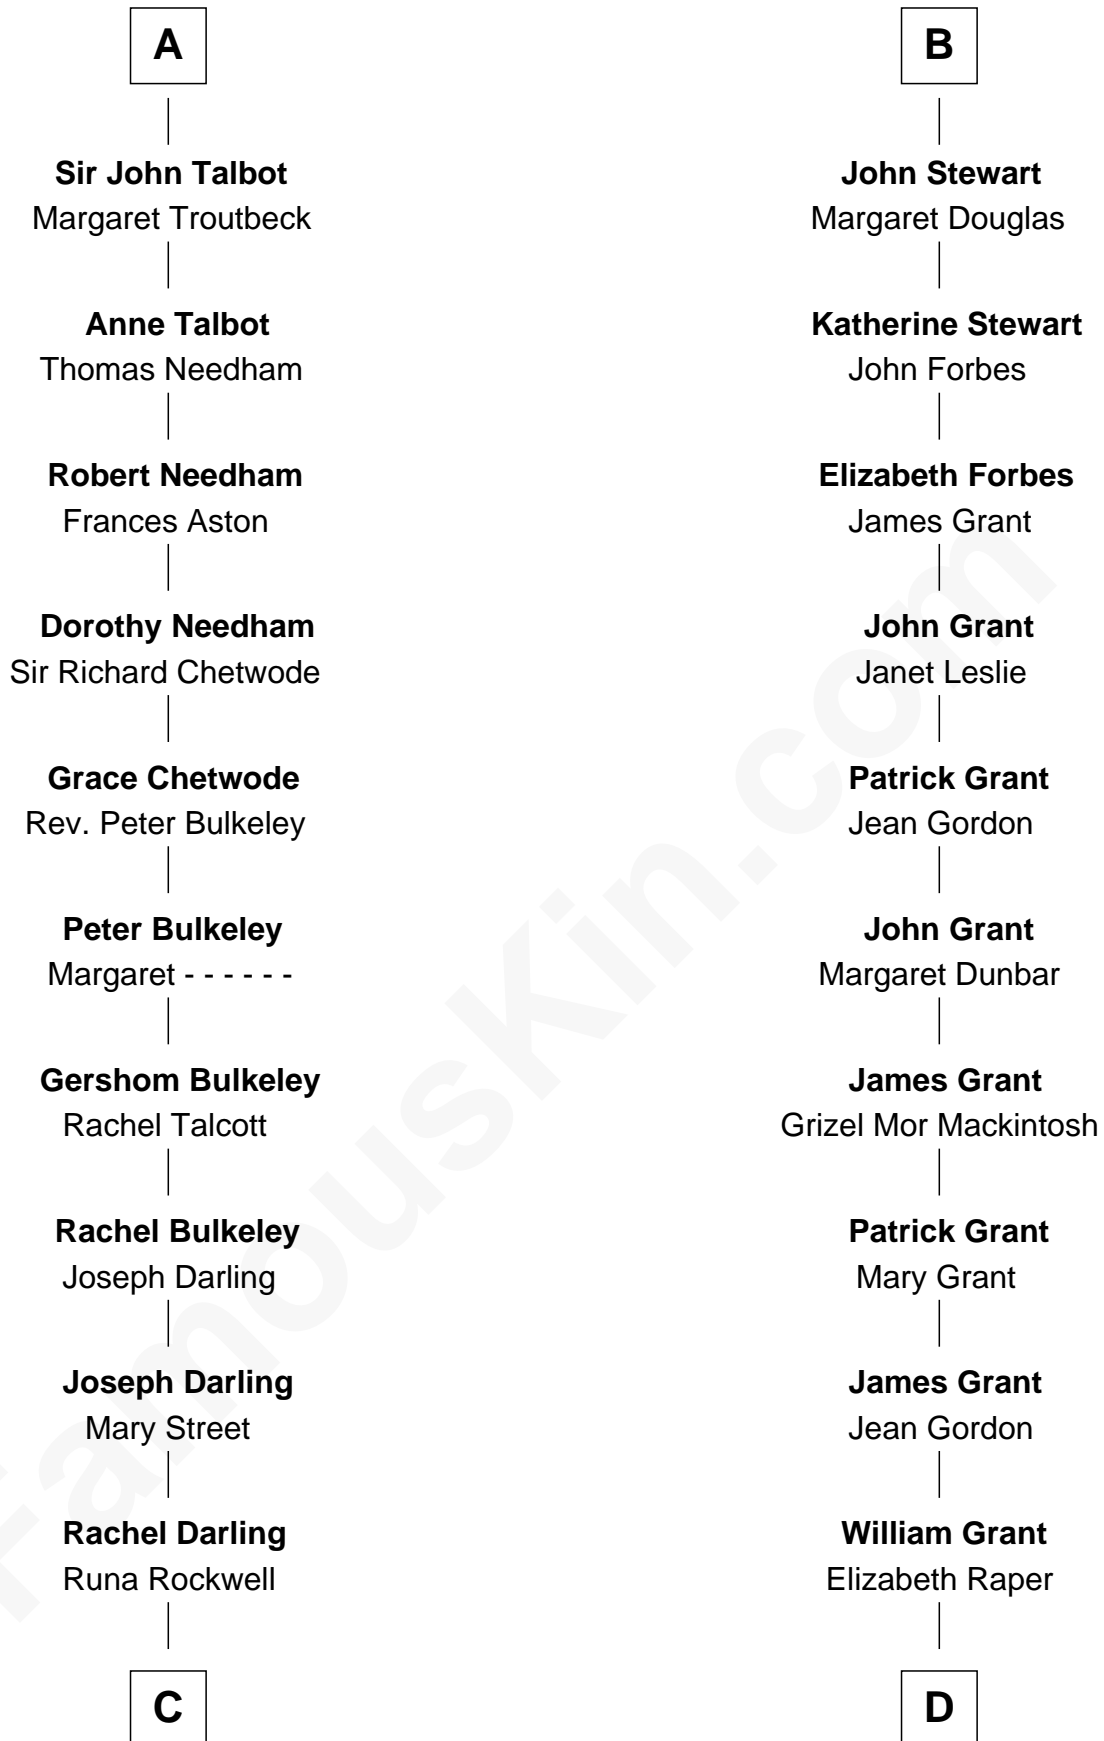 A
Sir John Talbot
Margaret Troutbeck
Anne Talbot
Thomas Needham
Robert Needham
Frances Aston
Dorothy Needham
Sir Richard Chetwode
Grace Chetwode
Rev. Peter Bulkeley
Peter Bulkeley
Margaret - - - - - -
Gershom Bulkeley
Rachel Talcott
Rachel Bulkeley
Joseph Darling
Joseph Darling
Mary Street
Rachel Darling
Runa Rockwell
C
B
John Stewart
Margaret Douglas
Katherine Stewart
John Forbes
Elizabeth Forbes
James Grant
John Grant
Janet Leslie
Patrick Grant
Jean Gordon
John Grant
Margaret Dunbar
James Grant
Grizel Mor Mackintosh
Patrick Grant
Mary Grant
James Grant
Jean Gordon
William Grant
Elizabeth Raper
D
FamousKin.com